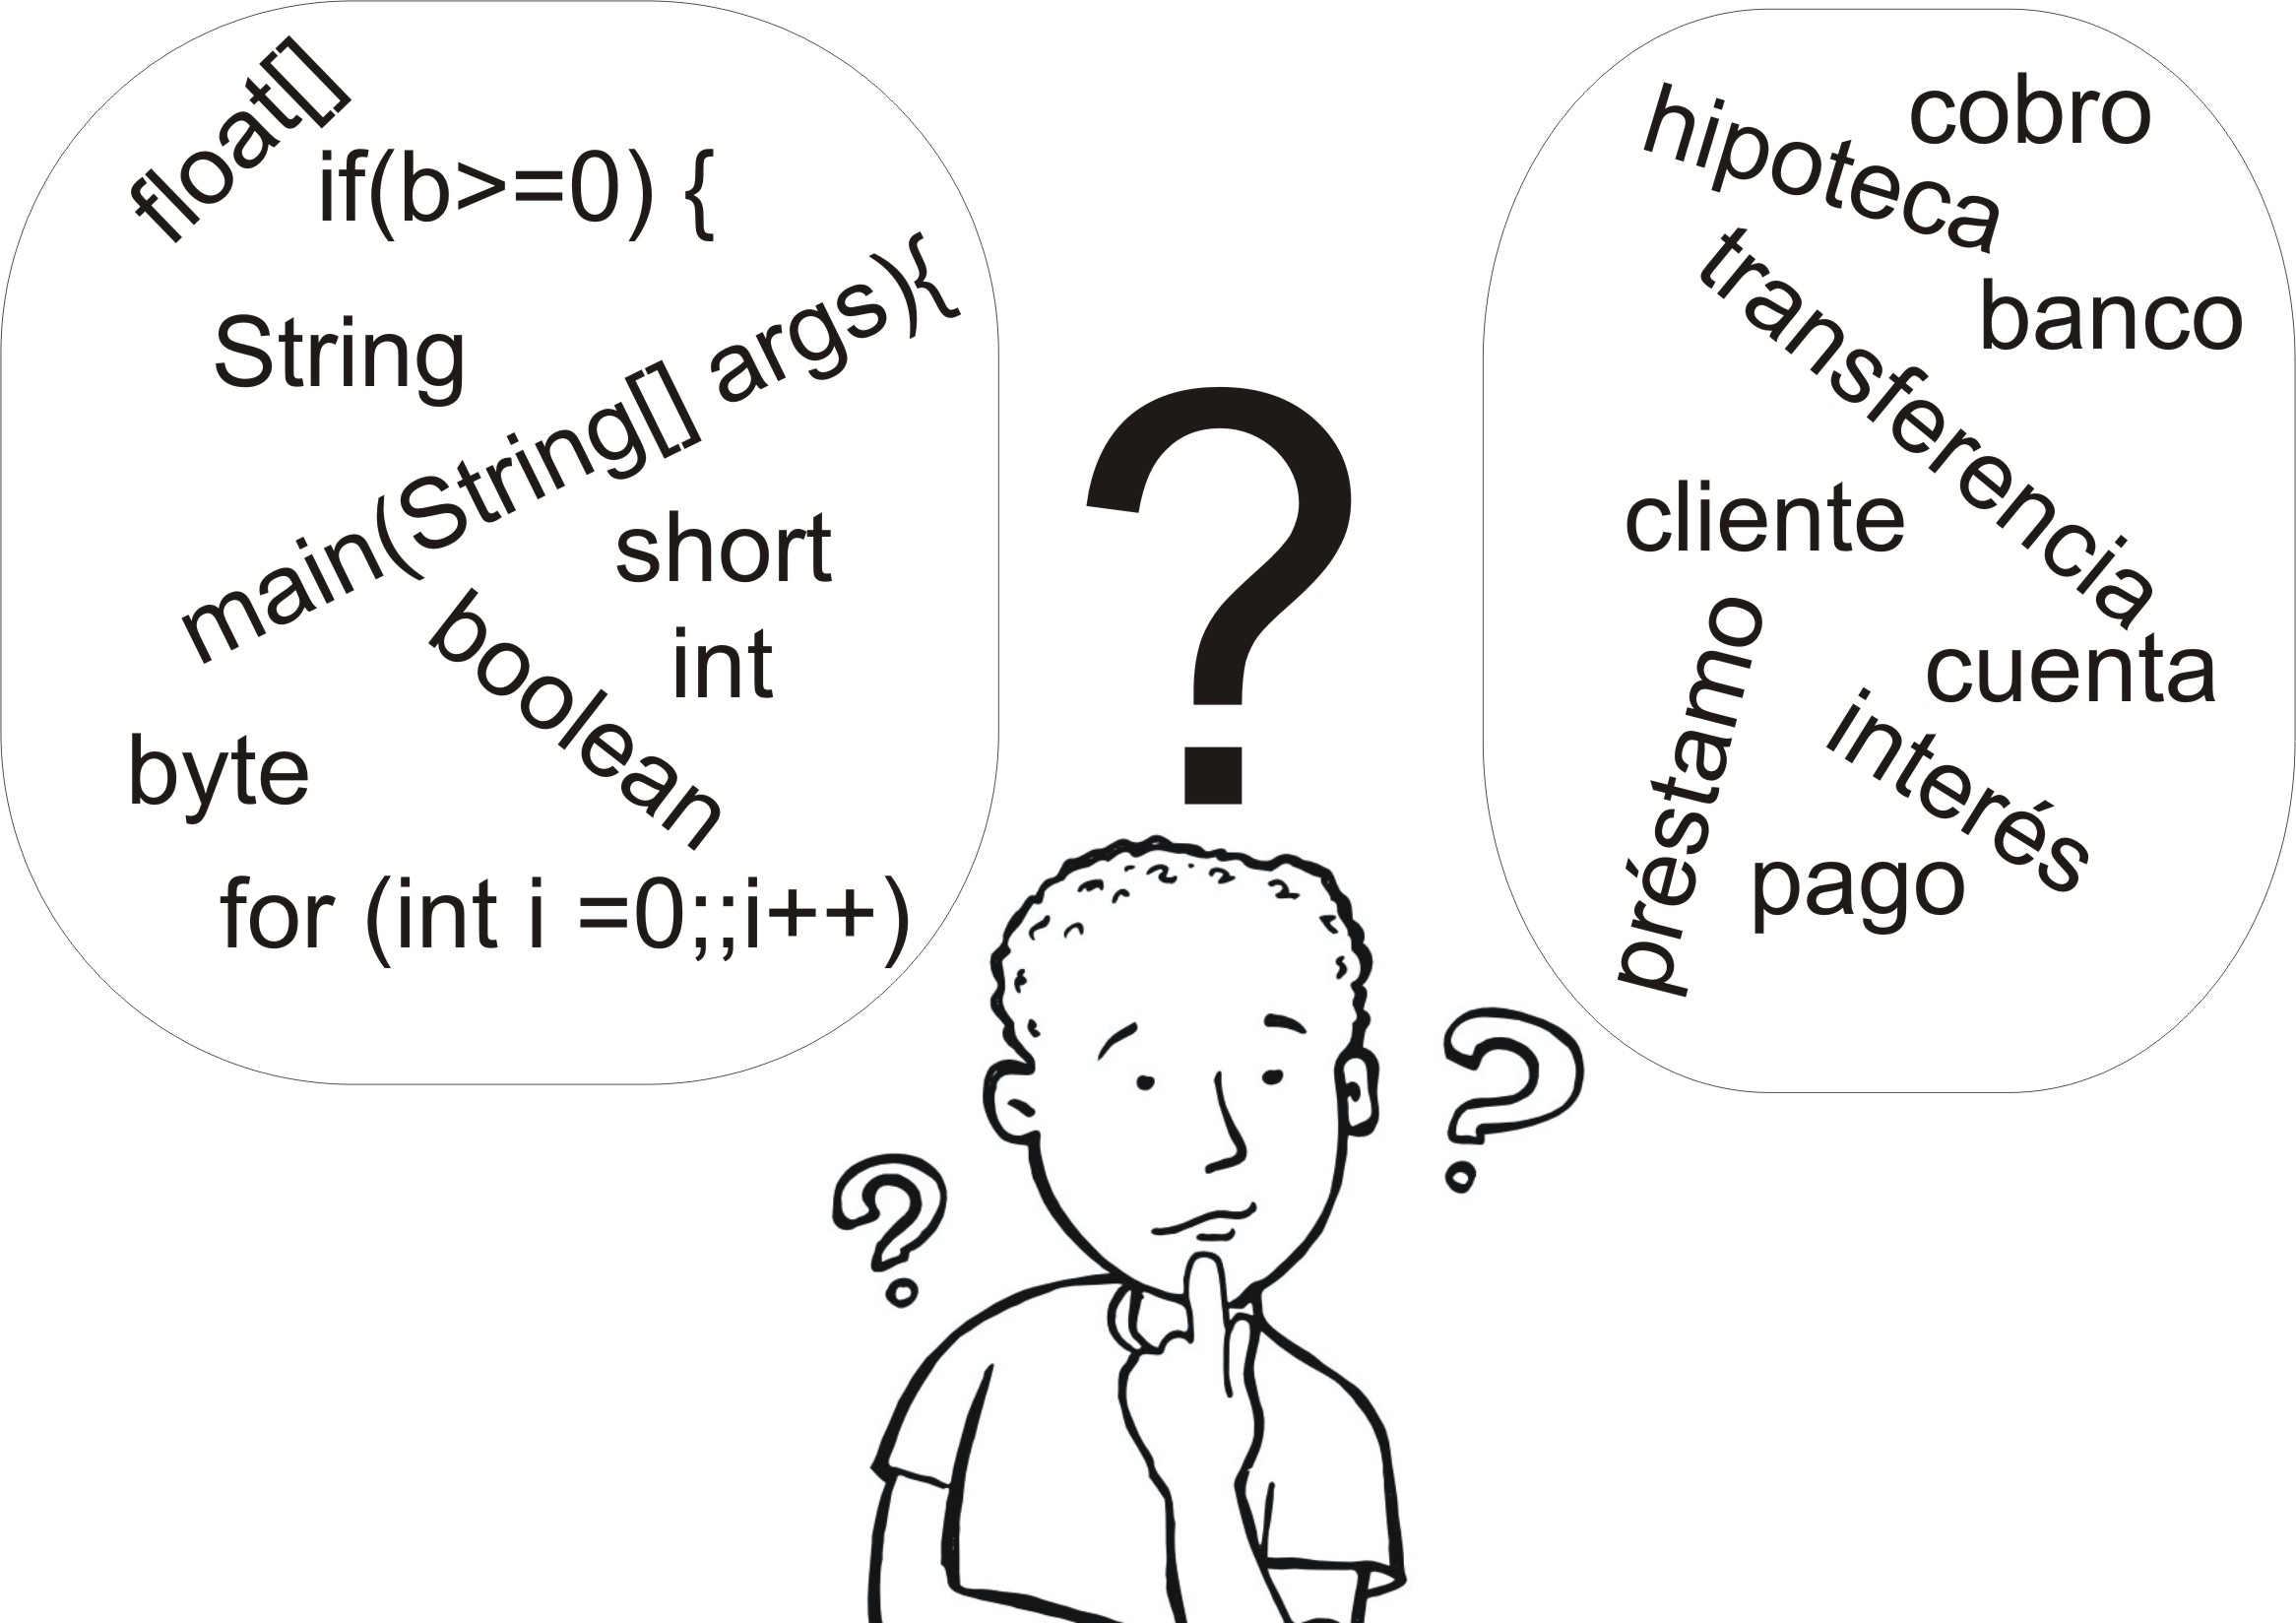 float[]
if(b>=0) {
String
main(String[] args){
short
int
boolean
byte
for (int i =0;;i++)
?
hipoteca
cobro
transferencia
banco
cliente
cuenta
préstamo
interés
pago
?
?